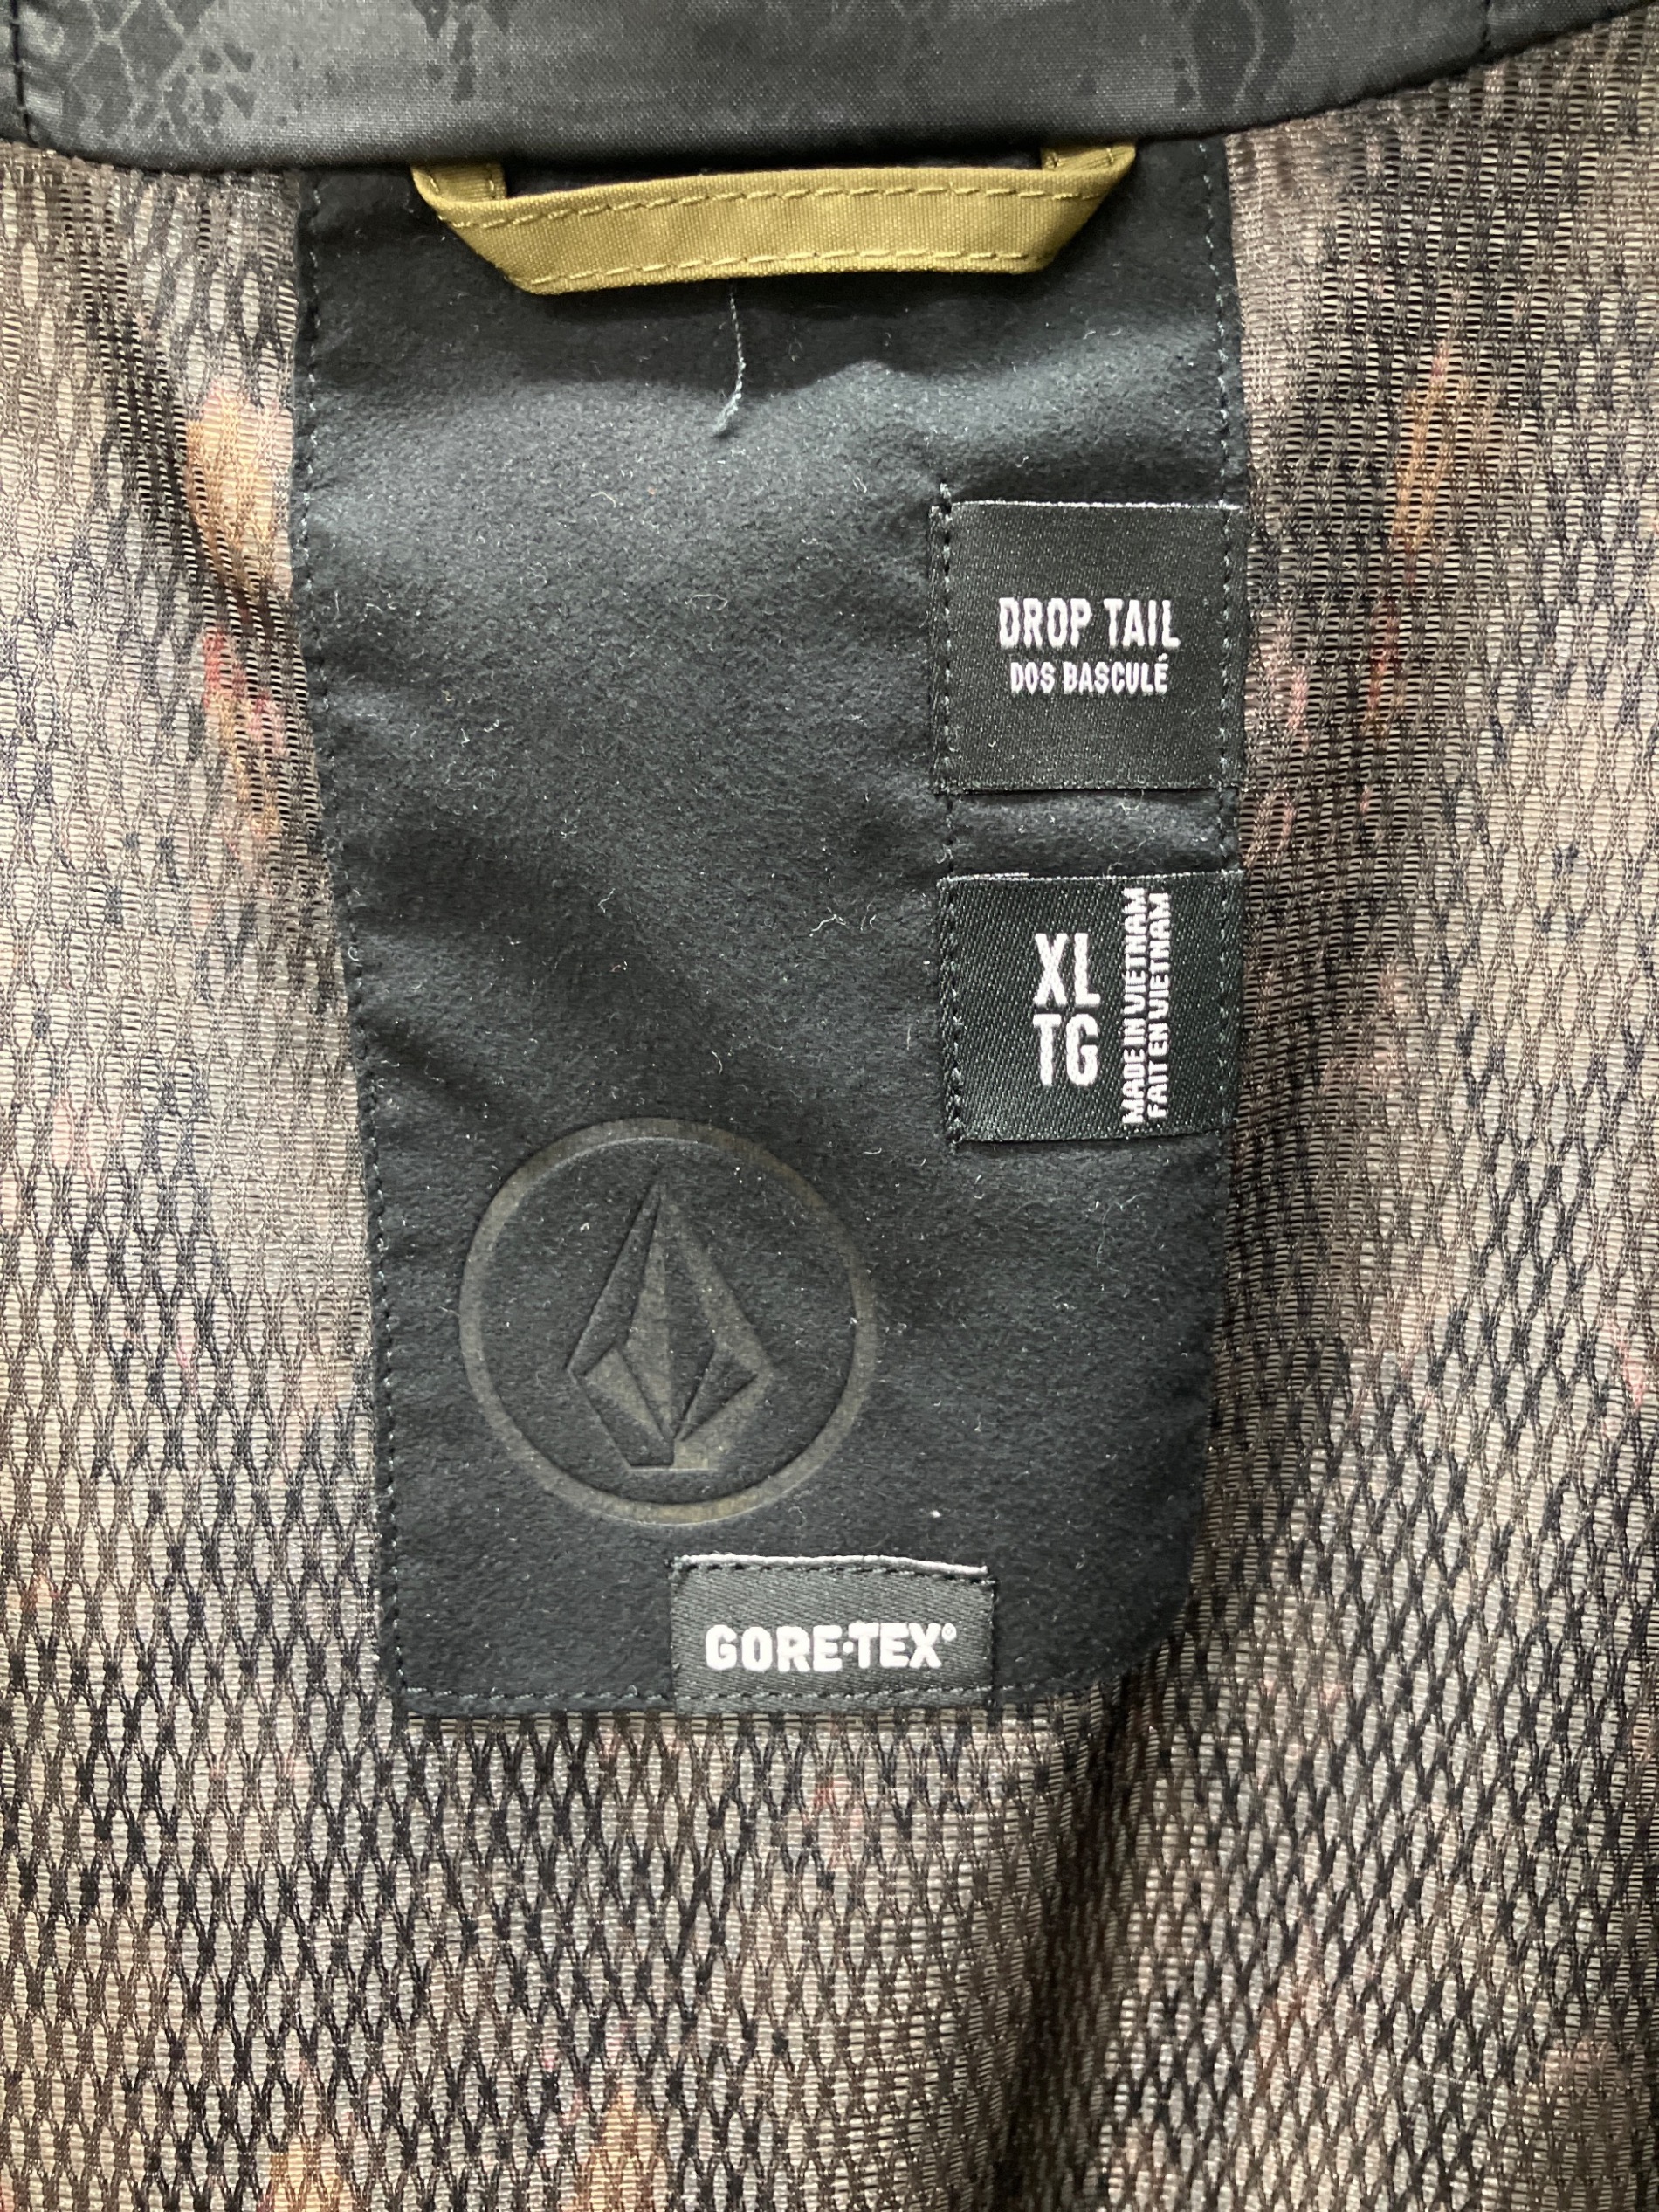 DROP TAIL
DOS BASCULÉ
XL
TG
MADE IN VIETNAM
FAIT EN VIETNAM
GORE-TEX®